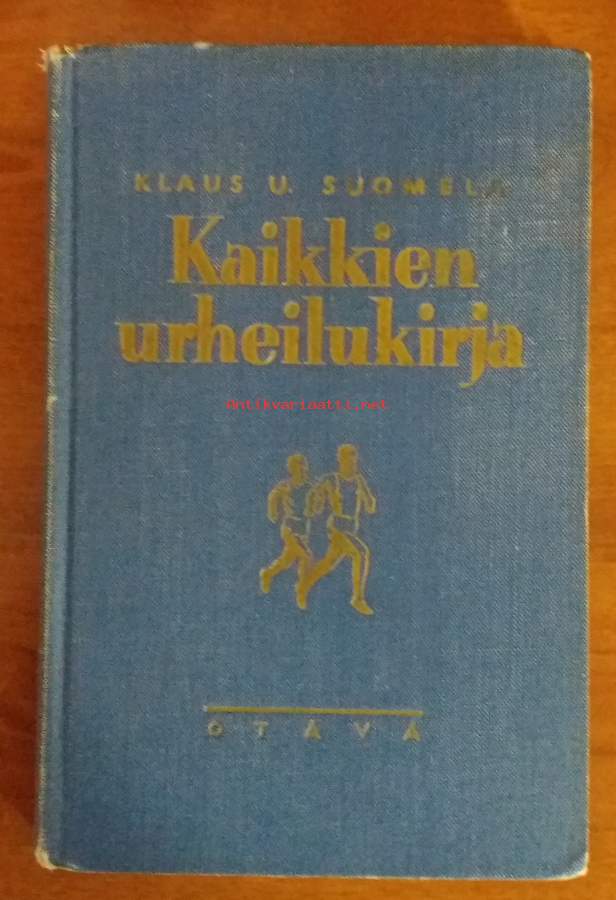 KLAUS U. SUOMELA
Kaikkien
urheilukirja
Antikvariaatti.net
OTAVA